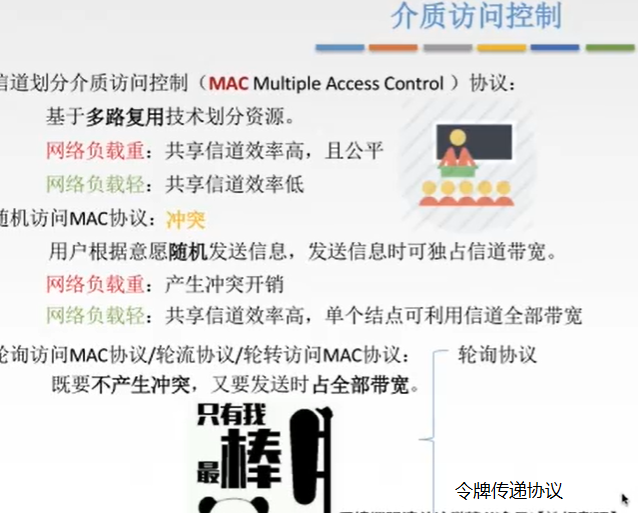 介质访问控制
信道划分介质访问控制（MAC Multiple Access Control ）协议：
基于多路复用技术划分资源。
网络负载重：共享信道效率高，且公平
网络负载轻：共享信道效率低
随机访问MAC协议：冲突
用户根据意愿随机发送信息，发送信息时可独占信道带宽。
网络负载重：产生冲突开销
网络负载轻：共享信道效率高，单个结点可利用信道全部带宽
轮询访问MAC协议/轮流协议/轮转访问MAC协议： 轮询协议
既要不产生冲突，又要发送时占全部带宽。
只有我
最棒
令牌传递协议